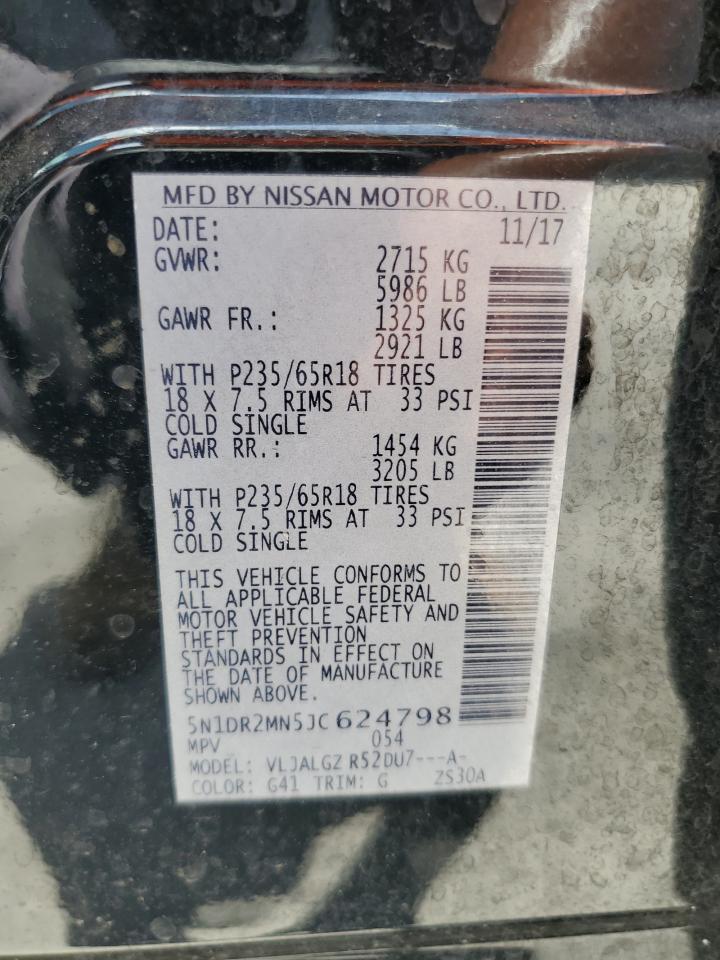 MFD BY NISSAN MOTOR CO., LTD.
DATE: 11/17
GVWR: 2715 KG
5986 LB
GAWR FR.: 1325 KG
2921 LB
WITH P235/65R18 TIRES
18 X 7.5 RIMS AT 33 PSI
COLD SINGLE
GAWR RR.: 1454 KG
3205 LB
WITH P235/65R18 TIRES
18 X 7.5 RIMS AT 33 PSI
COLD SINGLE
THIS VEHICLE CONFORMS TO
ALL APPLICABLE FEDERAL
MOTOR VEHICLE SAFETY AND
THEFT PREVENTION
STANDARDS IN EFFECT ON
THE DATE OF MANUFACTURE
SHOWN ABOVE.
5N1DR2MN5JC 624798
MPV 054
MODEL: VLJALGZ R52DU7---A-
COLOR: G41 TRIM: G ZS30A